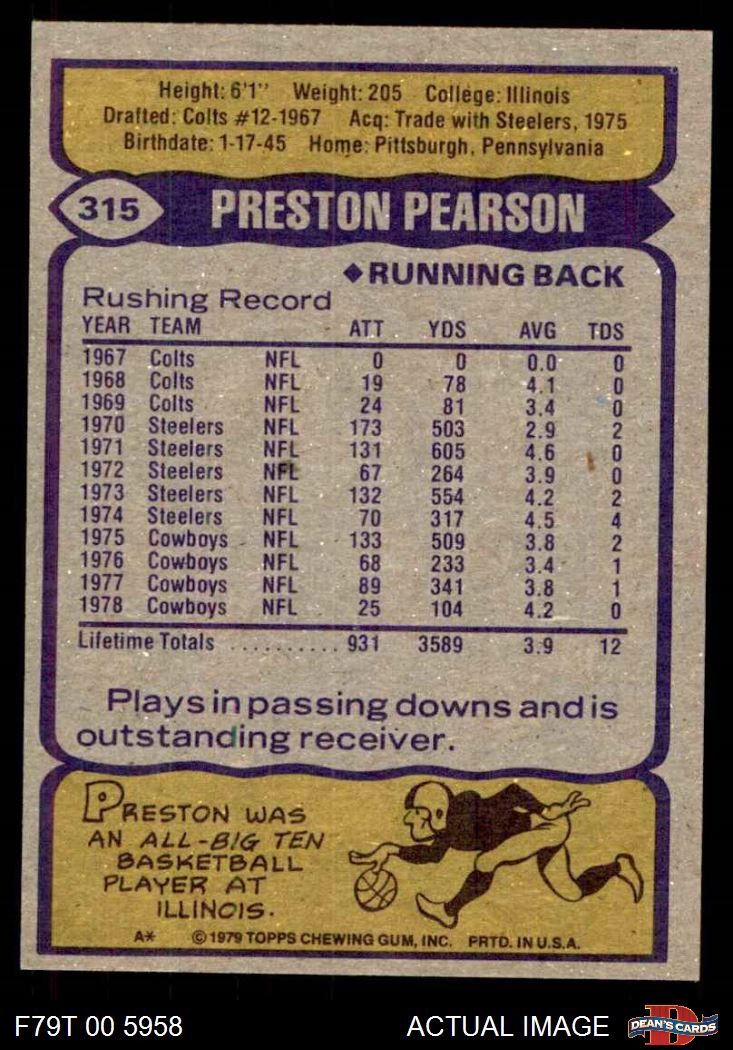 Height: 6'1" Weight: 205 College: Illinois
Drafted: Colts #12-1967 Acq: Trade with Steelers, 1975
Birthdate: 1-17-45 Home: Pittsburgh, Pennsylvania
315 PRESTON PEARSON
◆RUNNING BACK
Rushing Record
YEAR TEAM ATT YDS AVG TDS
1967 Colts NFL 0 0 0.0 0
1968 Colts NFL 19 78 4.1 0
1969 Colts NFL 24 81 3.4 0
1970 Steelers NFL 173 503 2.9 2
1971 Steelers NFL 131 605 4.6 0
1972 Steelers NFL 67 264 3.9 0
1973 Steelers NFL 132 554 4.2 2
1974 Steelers NFL 70 317 4.5 4
1975 Cowboys NFL 133 509 3.8 2
1976 Cowboys NFL 68 233 3.4 1
1977 Cowboys NFL 89 341 3.8 1
1978 Cowboys NFL 25 104 4.2 0
Lifetime Totals .......... 931 3589 3.9 12
Plays in passing downs and is
outstanding receiver.
PRESTON WAS
AN ALL-BIG TEN
BASKETBALL
PLAYER AT
ILLINOIS.
A* © 1979 TOPPS CHEWING GUM, INC. PRTD. IN U.S.A.
F79T 00 5958 ACTUAL IMAGE D DEAN'S CARDS